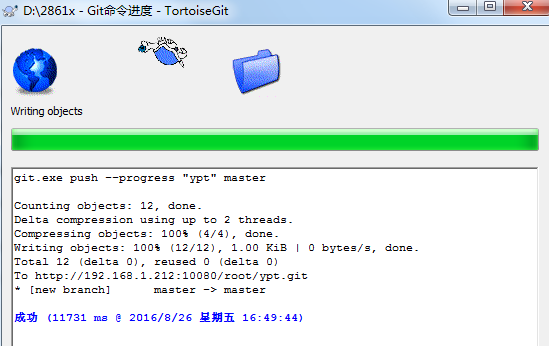 D:\2861x - Git命令进度 - TortoiseGit
Writing objects
git.exe push --progress "ypt" master
Counting objects: 12, done.
Delta compression using up to 2 threads.
Compressing objects: 100% (4/4), done.
Writing objects: 100% (12/12), 1.00 KiB | 0 bytes/s, done.
Total 12 (delta 0), reused 0 (delta 0)
To http://192.168.1.212:10080/root/ypt.git
* [new branch]      master -> master
成功 (11731 ms @ 2016/8/26 星期五 16:49:44)